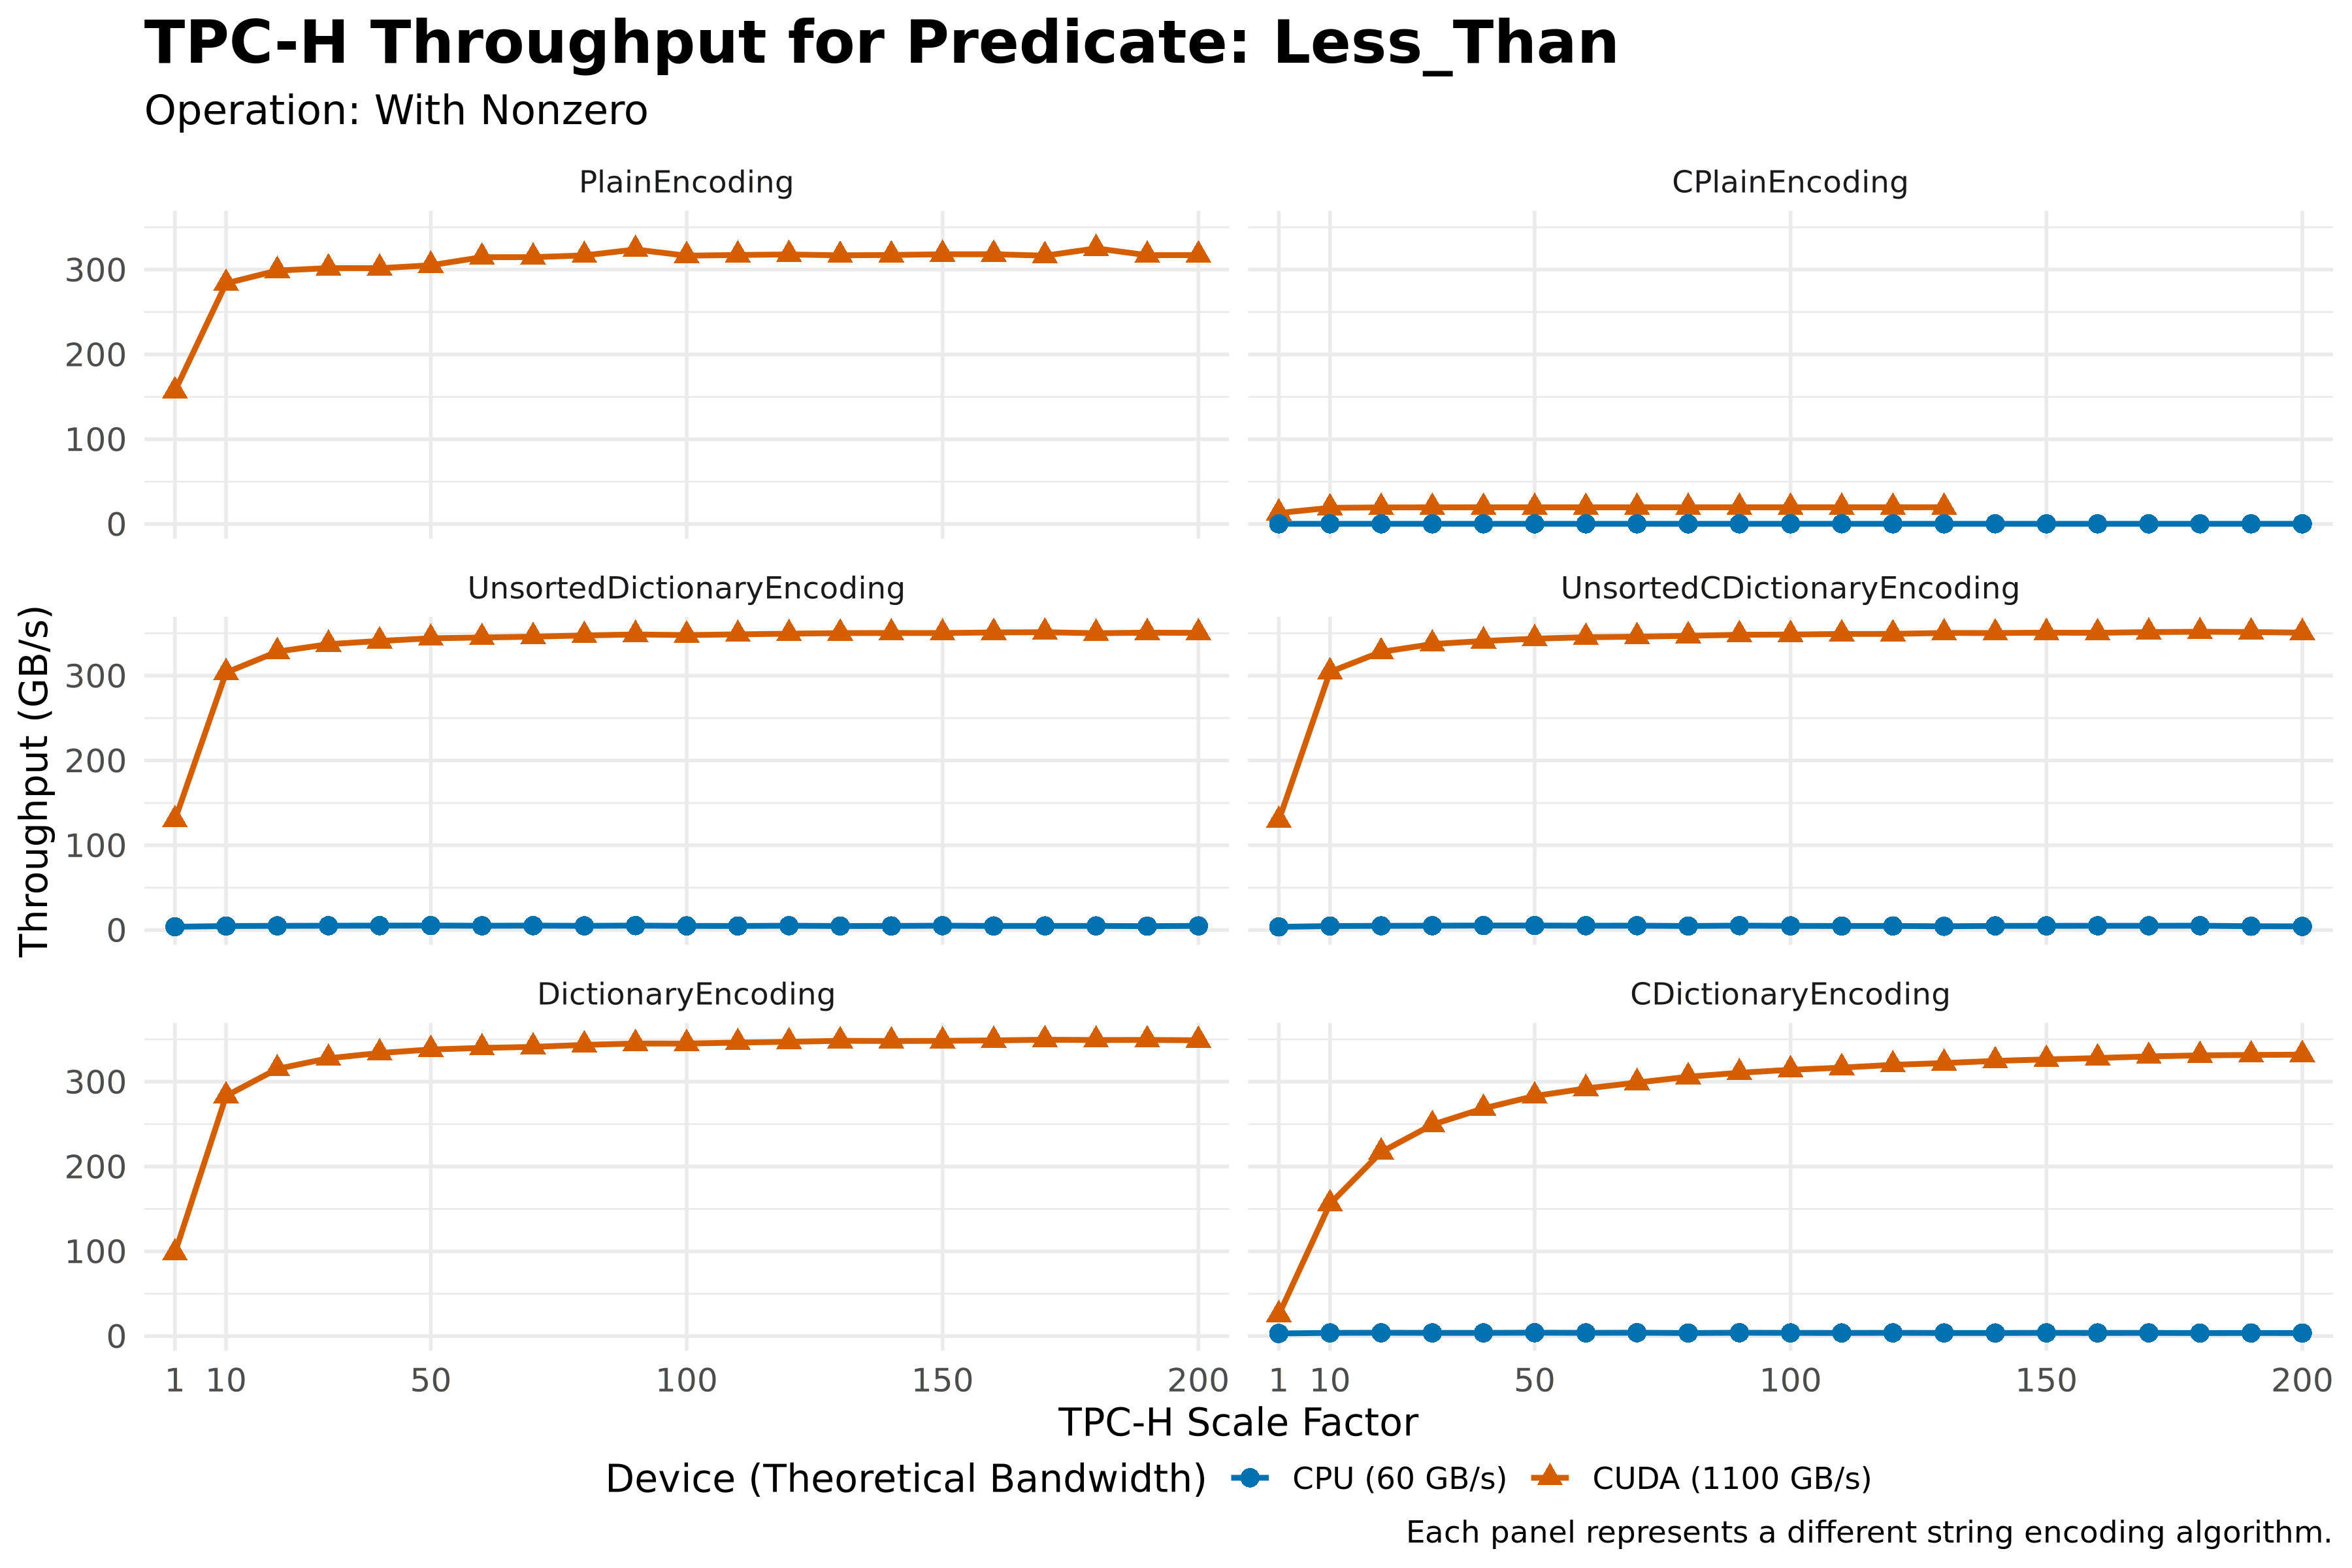 TPC-H Throughput for Predicate: Less_Than
Operation: With Nonzero
PlainEncoding
CPlainEncoding
300
200
100
0
UnsortedDictionaryEncoding
UnsortedCDictionaryEncoding
300
200
100
0
Throughput (GB/s)
DictionaryEncoding
CDictionaryEncoding
300
200
100
0
1 10 50 100 150 200
1 10 50 100 150 200
TPC-H Scale Factor
Device (Theoretical Bandwidth) CPU (60 GB/s) CUDA (1100 GB/s)
Each panel represents a different string encoding algorithm.